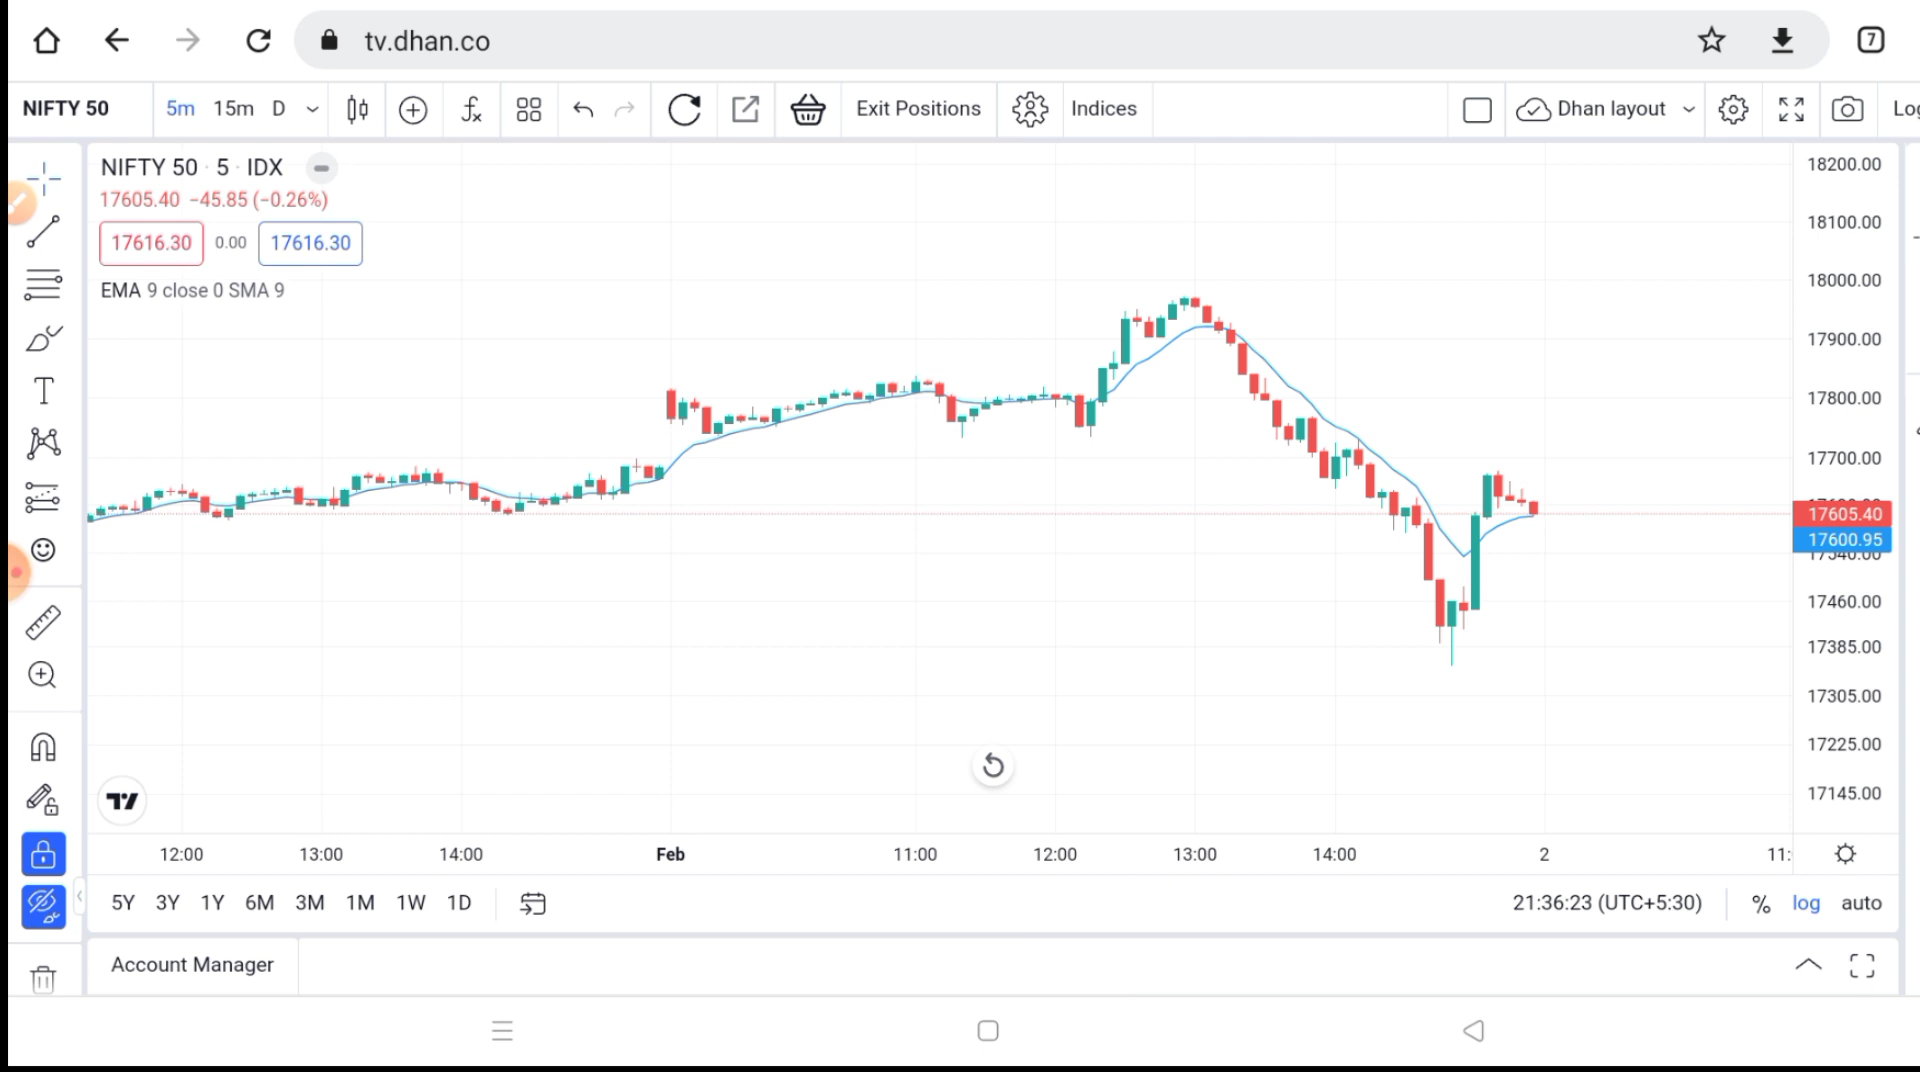 tv.dhan.co
7
NIFTY 50
5m 15m D
Exit Positions
Indices
Dhan layout
NIFTY 50 · 5 · IDX
17605.40 −45.85 (−0.26%)
17616.30 0.00 17616.30
EMA 9 close 0 SMA 9
18200.00
18100.00
18000.00
17900.00
17800.00
17700.00
17605.40
17600.95
17460.00
17385.00
17305.00
17225.00
17145.00
12:00 13:00 14:00 Feb 11:00 12:00 13:00 14:00 2 11:
5Y 3Y 1Y 6M 3M 1M 1W 1D
21:36:23 (UTC+5:30) % log auto
Account Manager